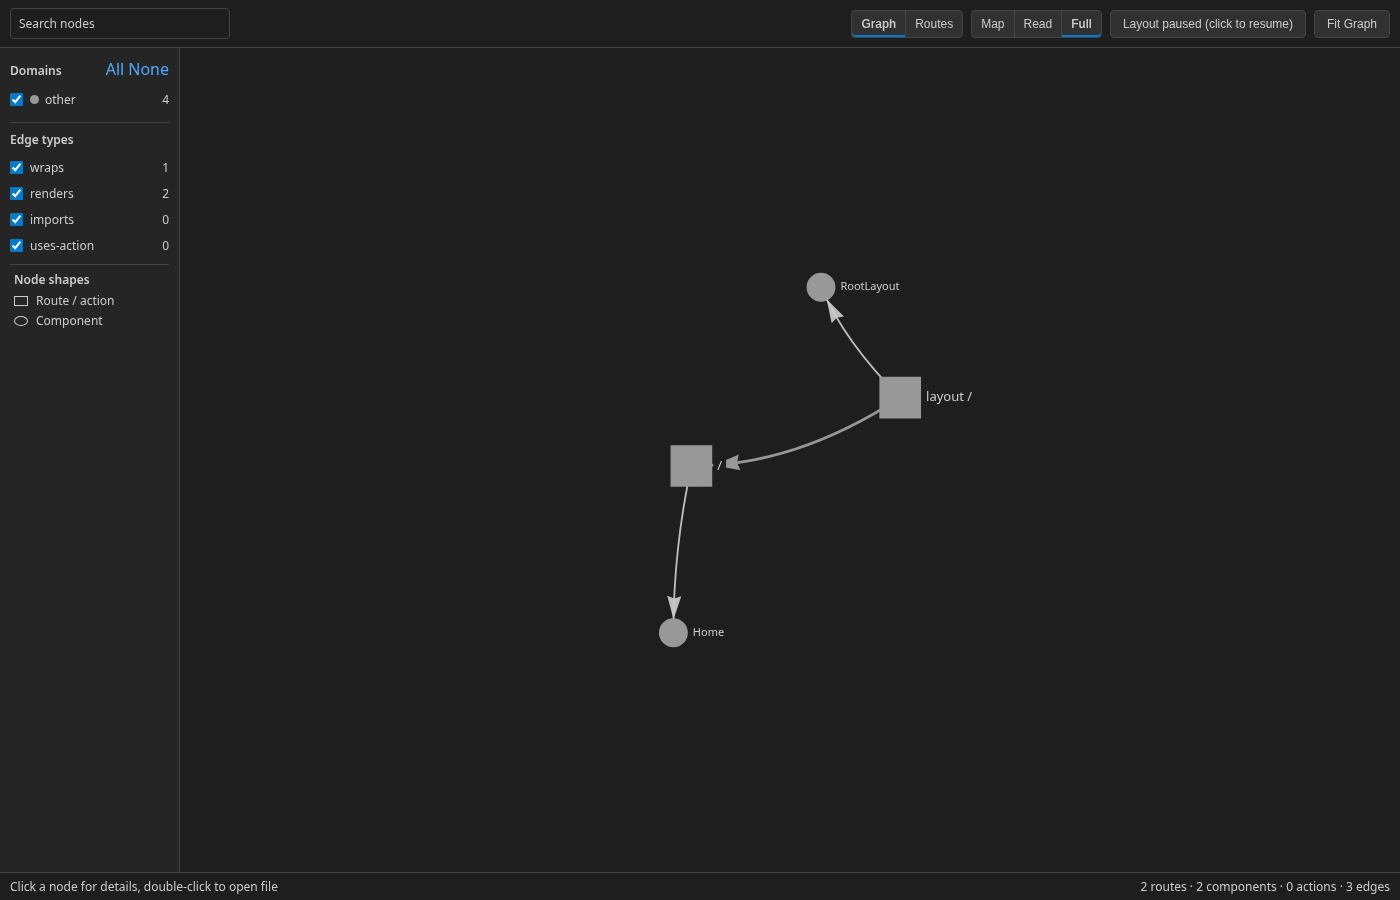 Search nodes
Graph Routes Map Read Full Layout paused (click to resume) Fit Graph
Domains All None
other 4
Edge types
wraps 1
renders 2
imports 0
uses-action 0
Node shapes
Route / action
Component
RootLayout
layout /
/
Home
Click a node for details, double-click to open file
2 routes · 2 components · 0 actions · 3 edges